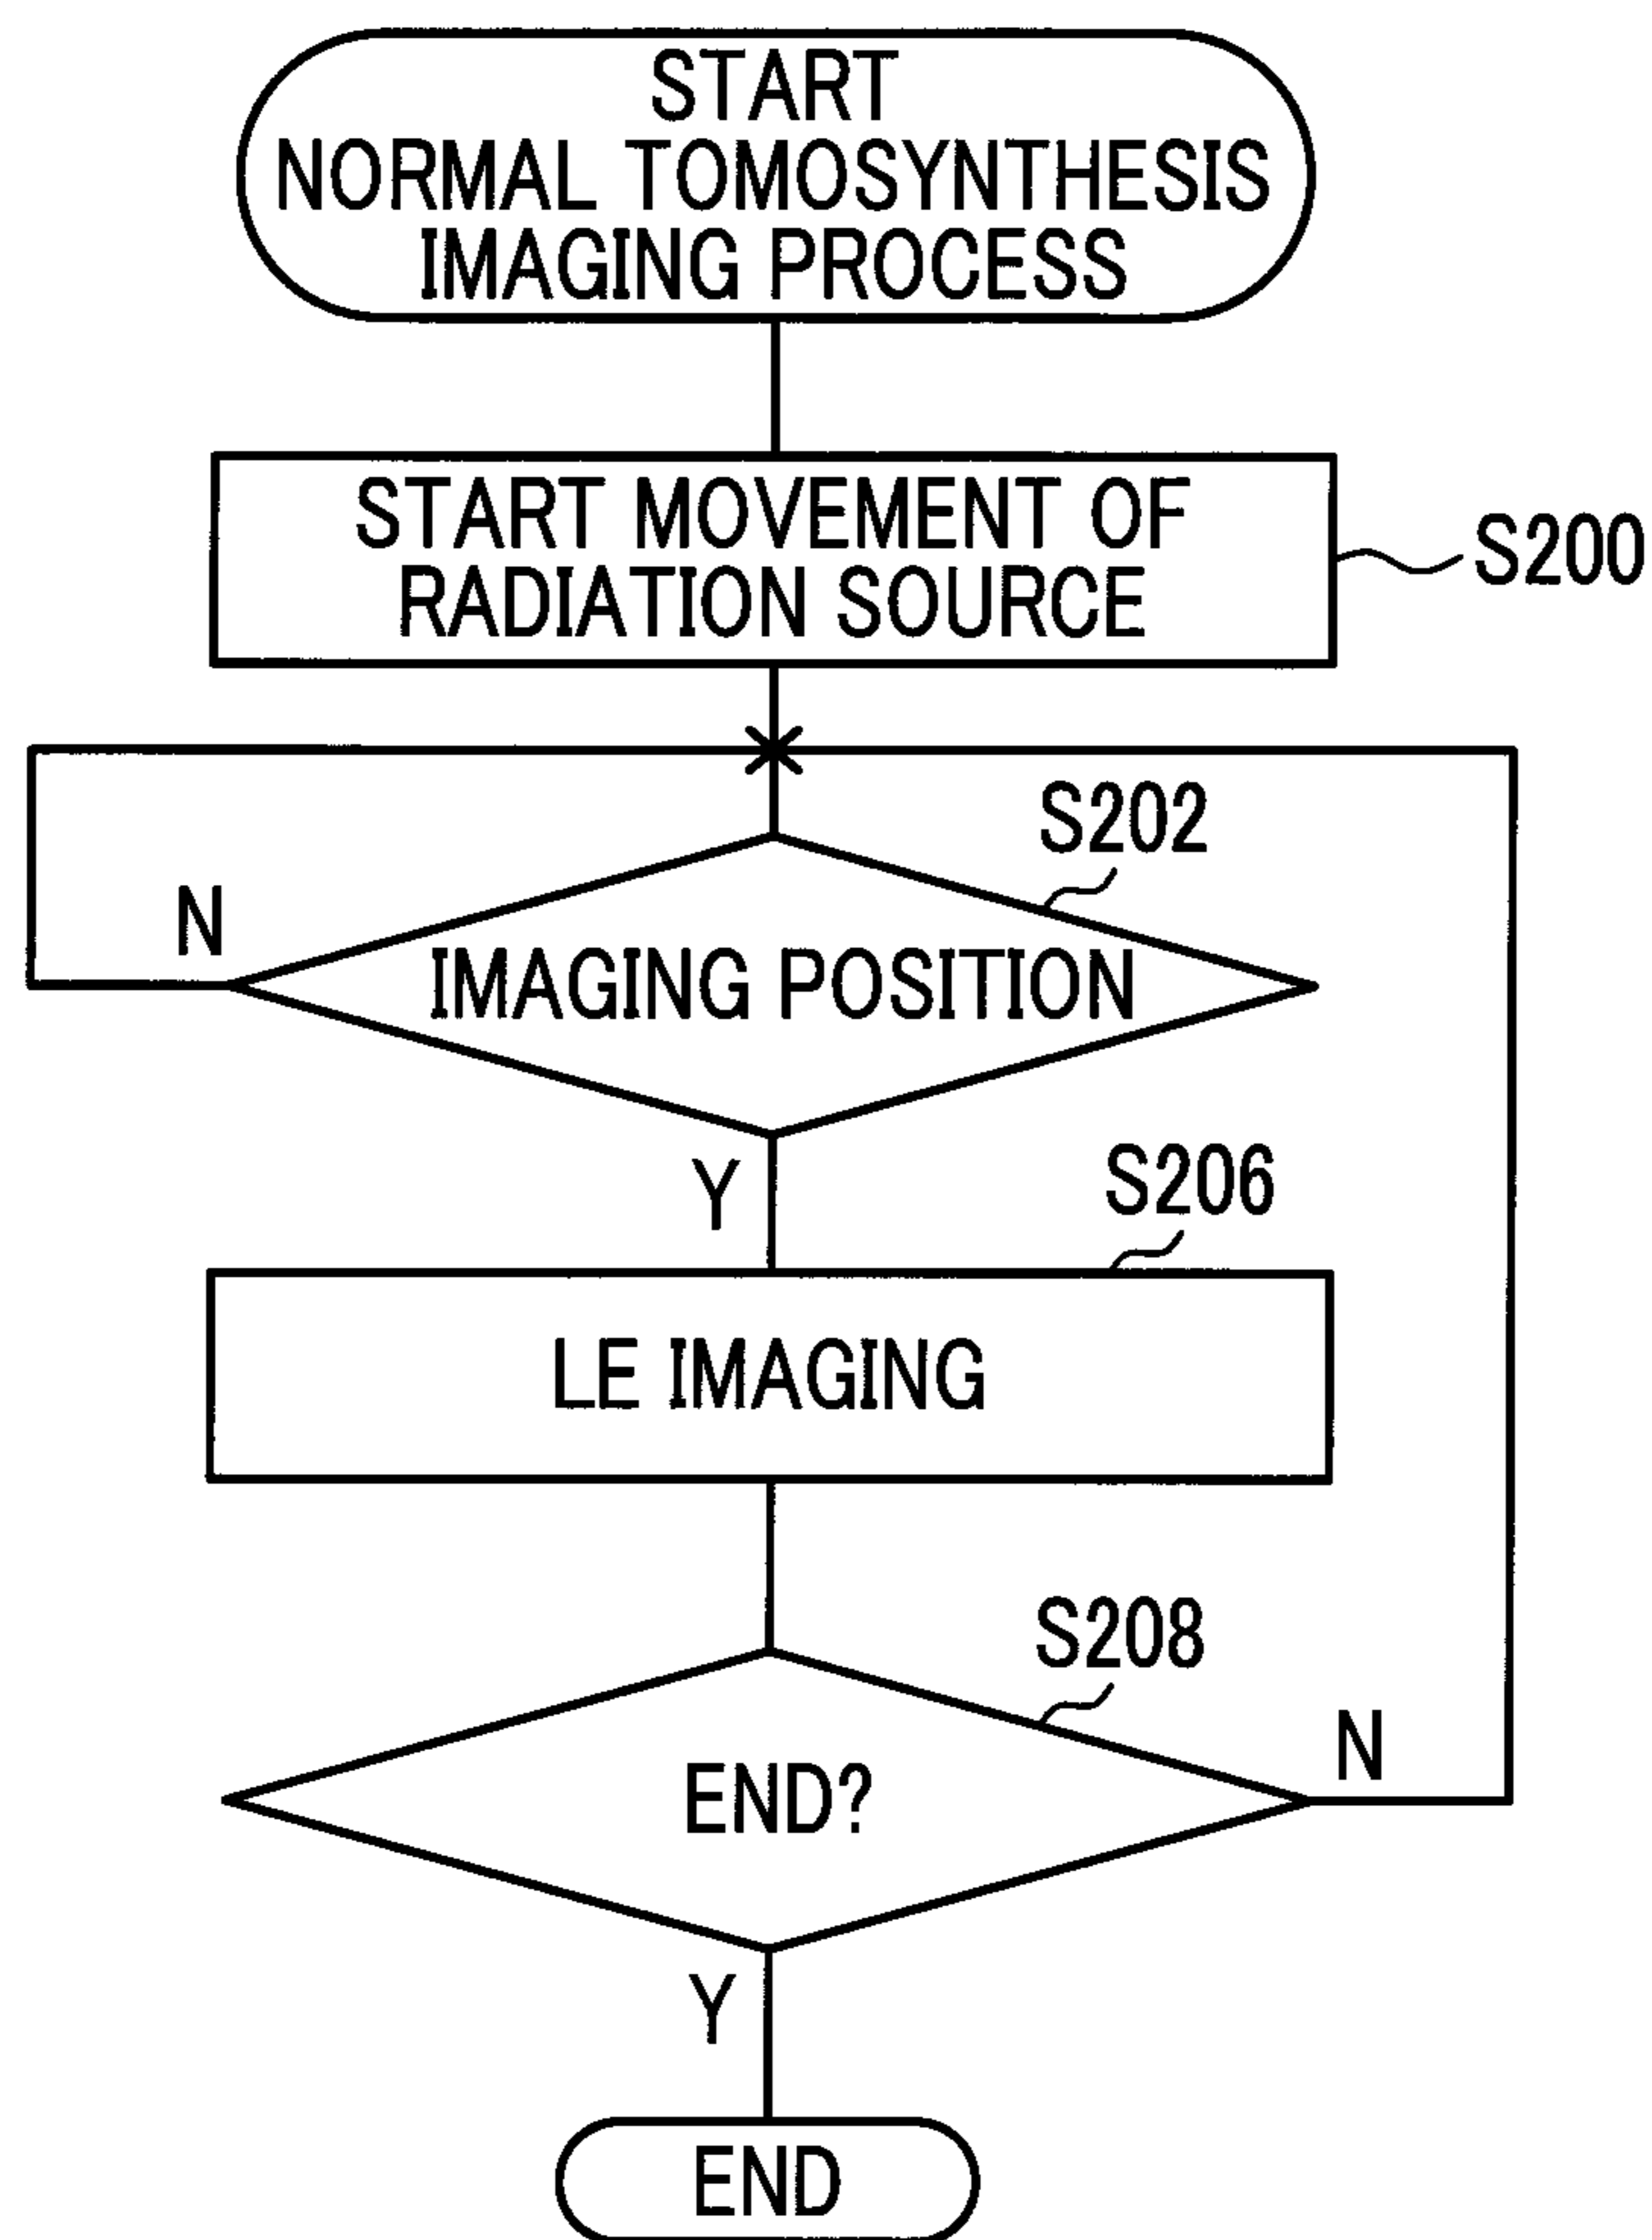 START
NORMAL TOMOSYNTHESIS
IMAGING PROCESS
START MOVEMENT OF
RADIATION SOURCE
S200
S202
N
IMAGING POSITION
Y
S206
LE IMAGING
S208
N
END?
Y
END